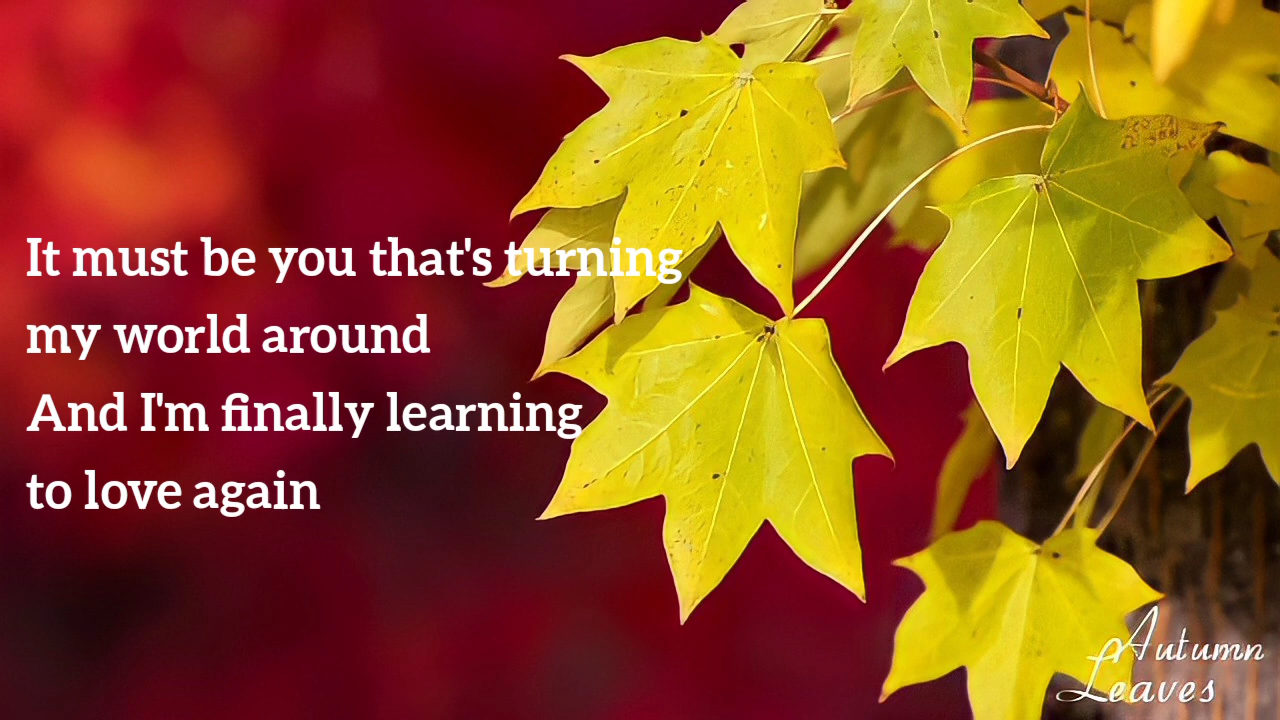 It must be you that's turning
my world around
And I'm finally learning
to love again
Autumn
Leaves